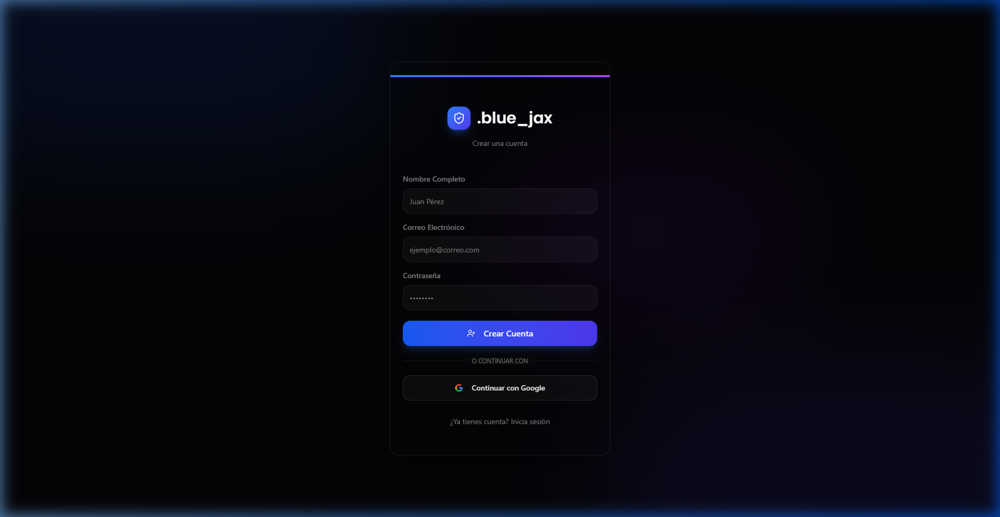 .blue_jax
Crear una cuenta
Nombre Completo
Juan Pérez
Correo Electrónico
ejemplo@correo.com
Contraseña
••••••••
Crear Cuenta
O CONTINUAR CON
Continuar con Google
¿Ya tienes cuenta? Inicia sesión